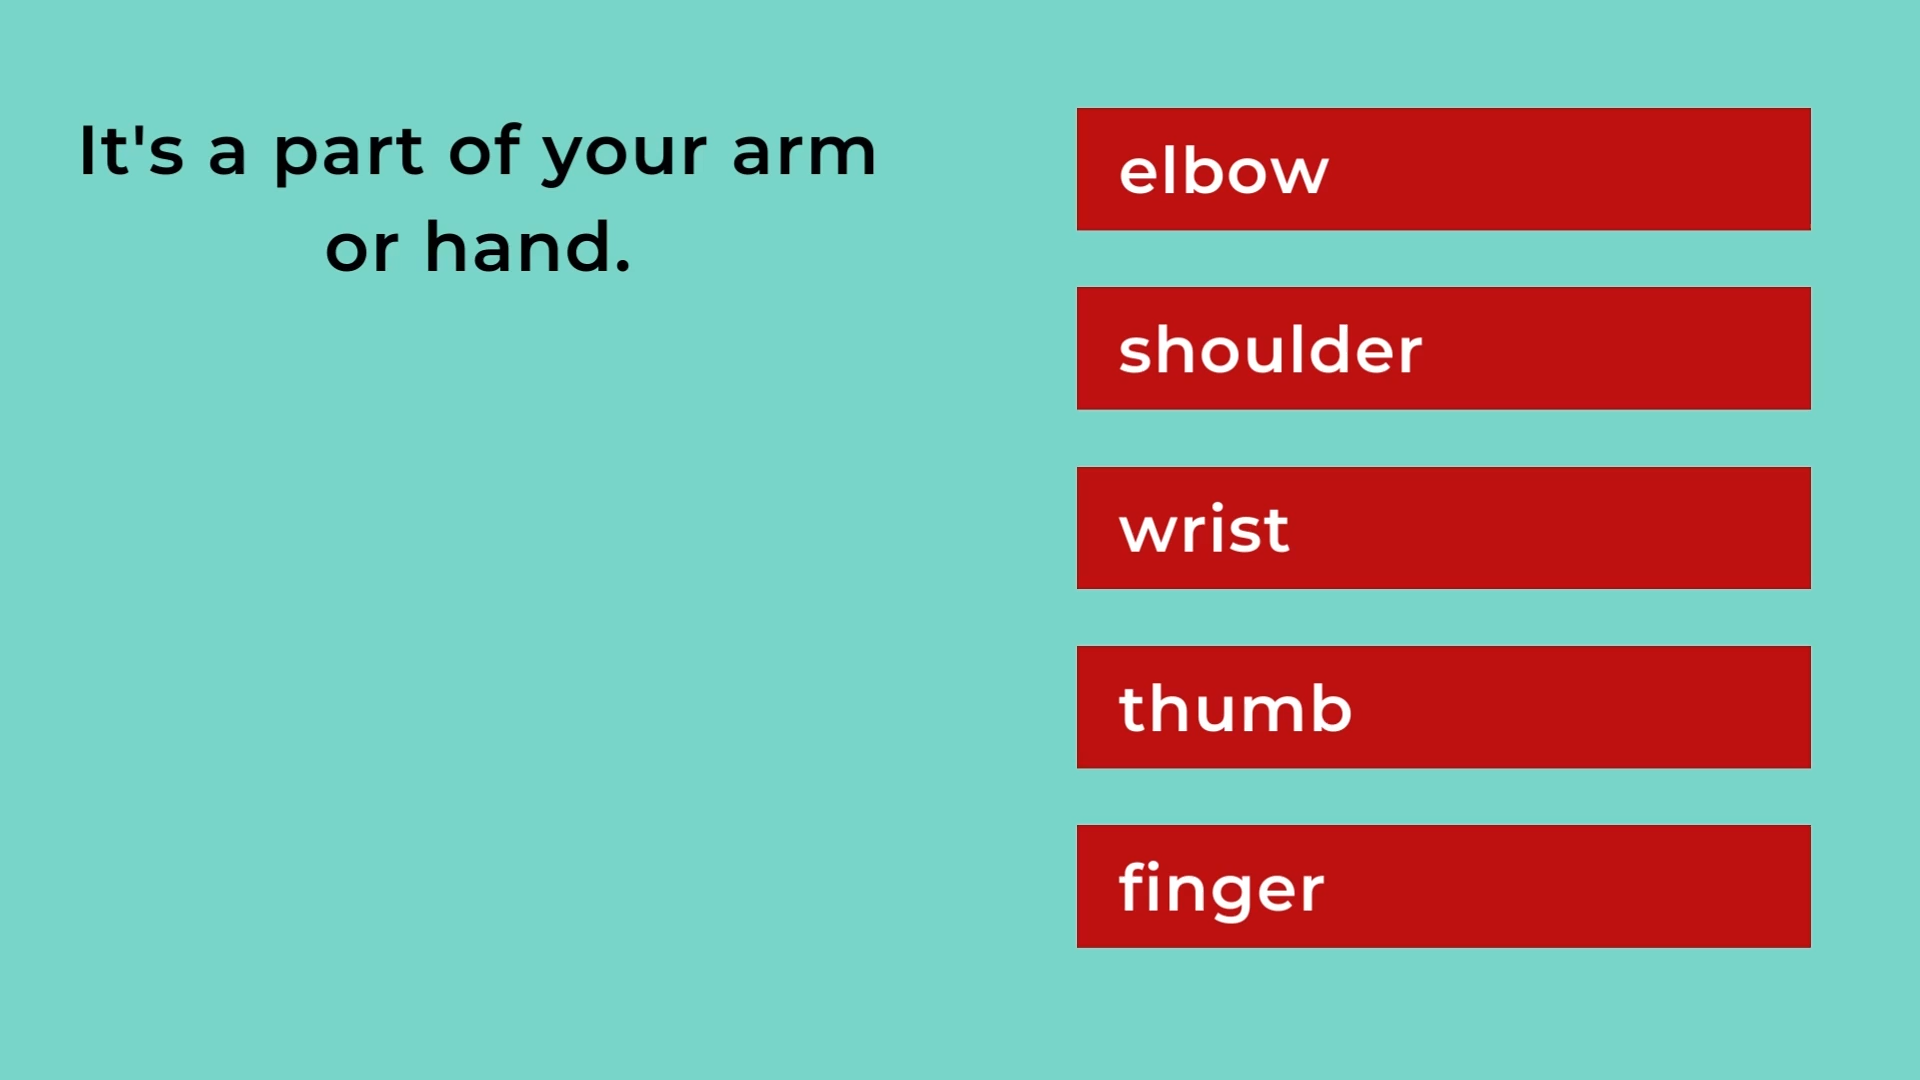 It's a part of your arm
or hand.
elbow
shoulder
wrist
thumb
finger